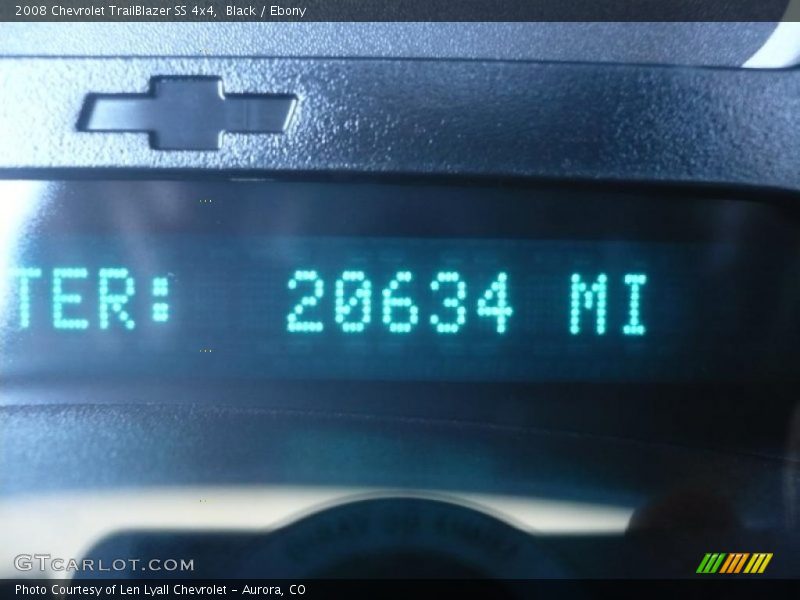 2008 Chevrolet TrailBlazer SS 4x4, Black / Ebony
TER: 20634 MI
GTCARLOT.COM
Photo Courtesy of Len Lyall Chevrolet - Aurora, CO